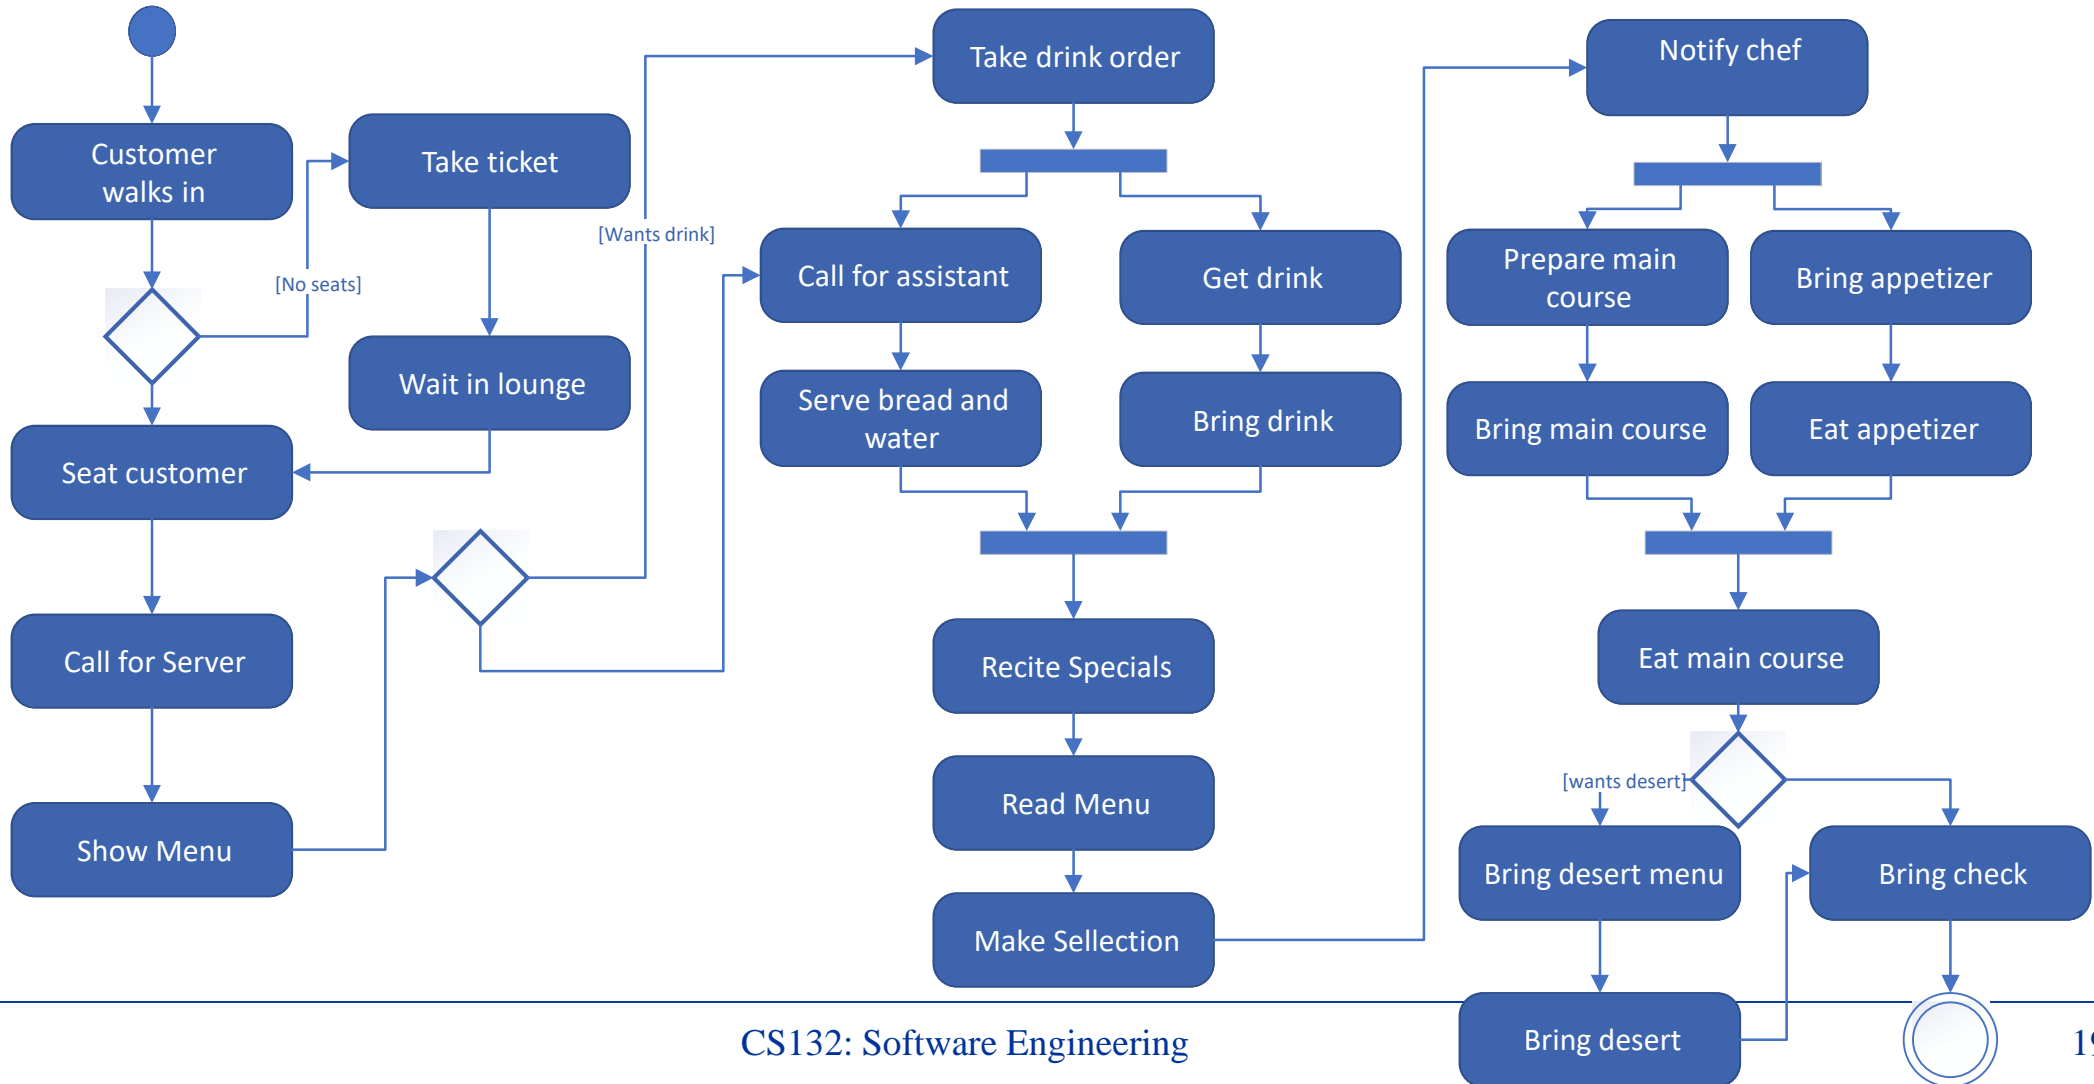 Customer
walks in
[No seats]
Take ticket
Wait in lounge
Seat customer
Call for Server
Show Menu
[Wants drink]
Take drink order
Call for assistant
Get drink
Serve bread and
water
Bring drink
Recite Specials
Read Menu
Make Sellection
Notify chef
Prepare main
course
Bring appetizer
Bring main course
Eat appetizer
Eat main course
[wants desert]
Bring desert menu
Bring check
Bring desert
CS132: Software Engineering
19